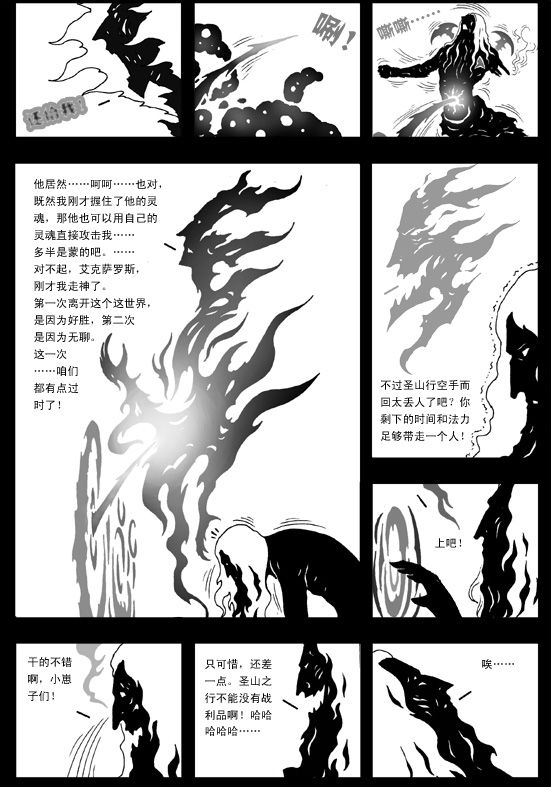 还给我！
他居然……呵呵……也对，
既然我刚才握住了他的灵
魂，那他也可以用自己的
灵魂直接攻击我……
多半是蒙的吧。……
对不起，艾克萨罗斯，
刚才我走神了。
第一次离开这个这世界，
是因为好胜，第二次
是因为无聊。
这一次
……咱们
都有点过
时了！
不过圣山行空手而
回太丢人了吧？你
剩下的时间和法力
足够带走一个人！
上吧！
干的不错
啊，小崽
子们！
只可惜，还差
一点。圣山之
行不能没有战
利品啊！哈哈
哈哈哈……
唉……